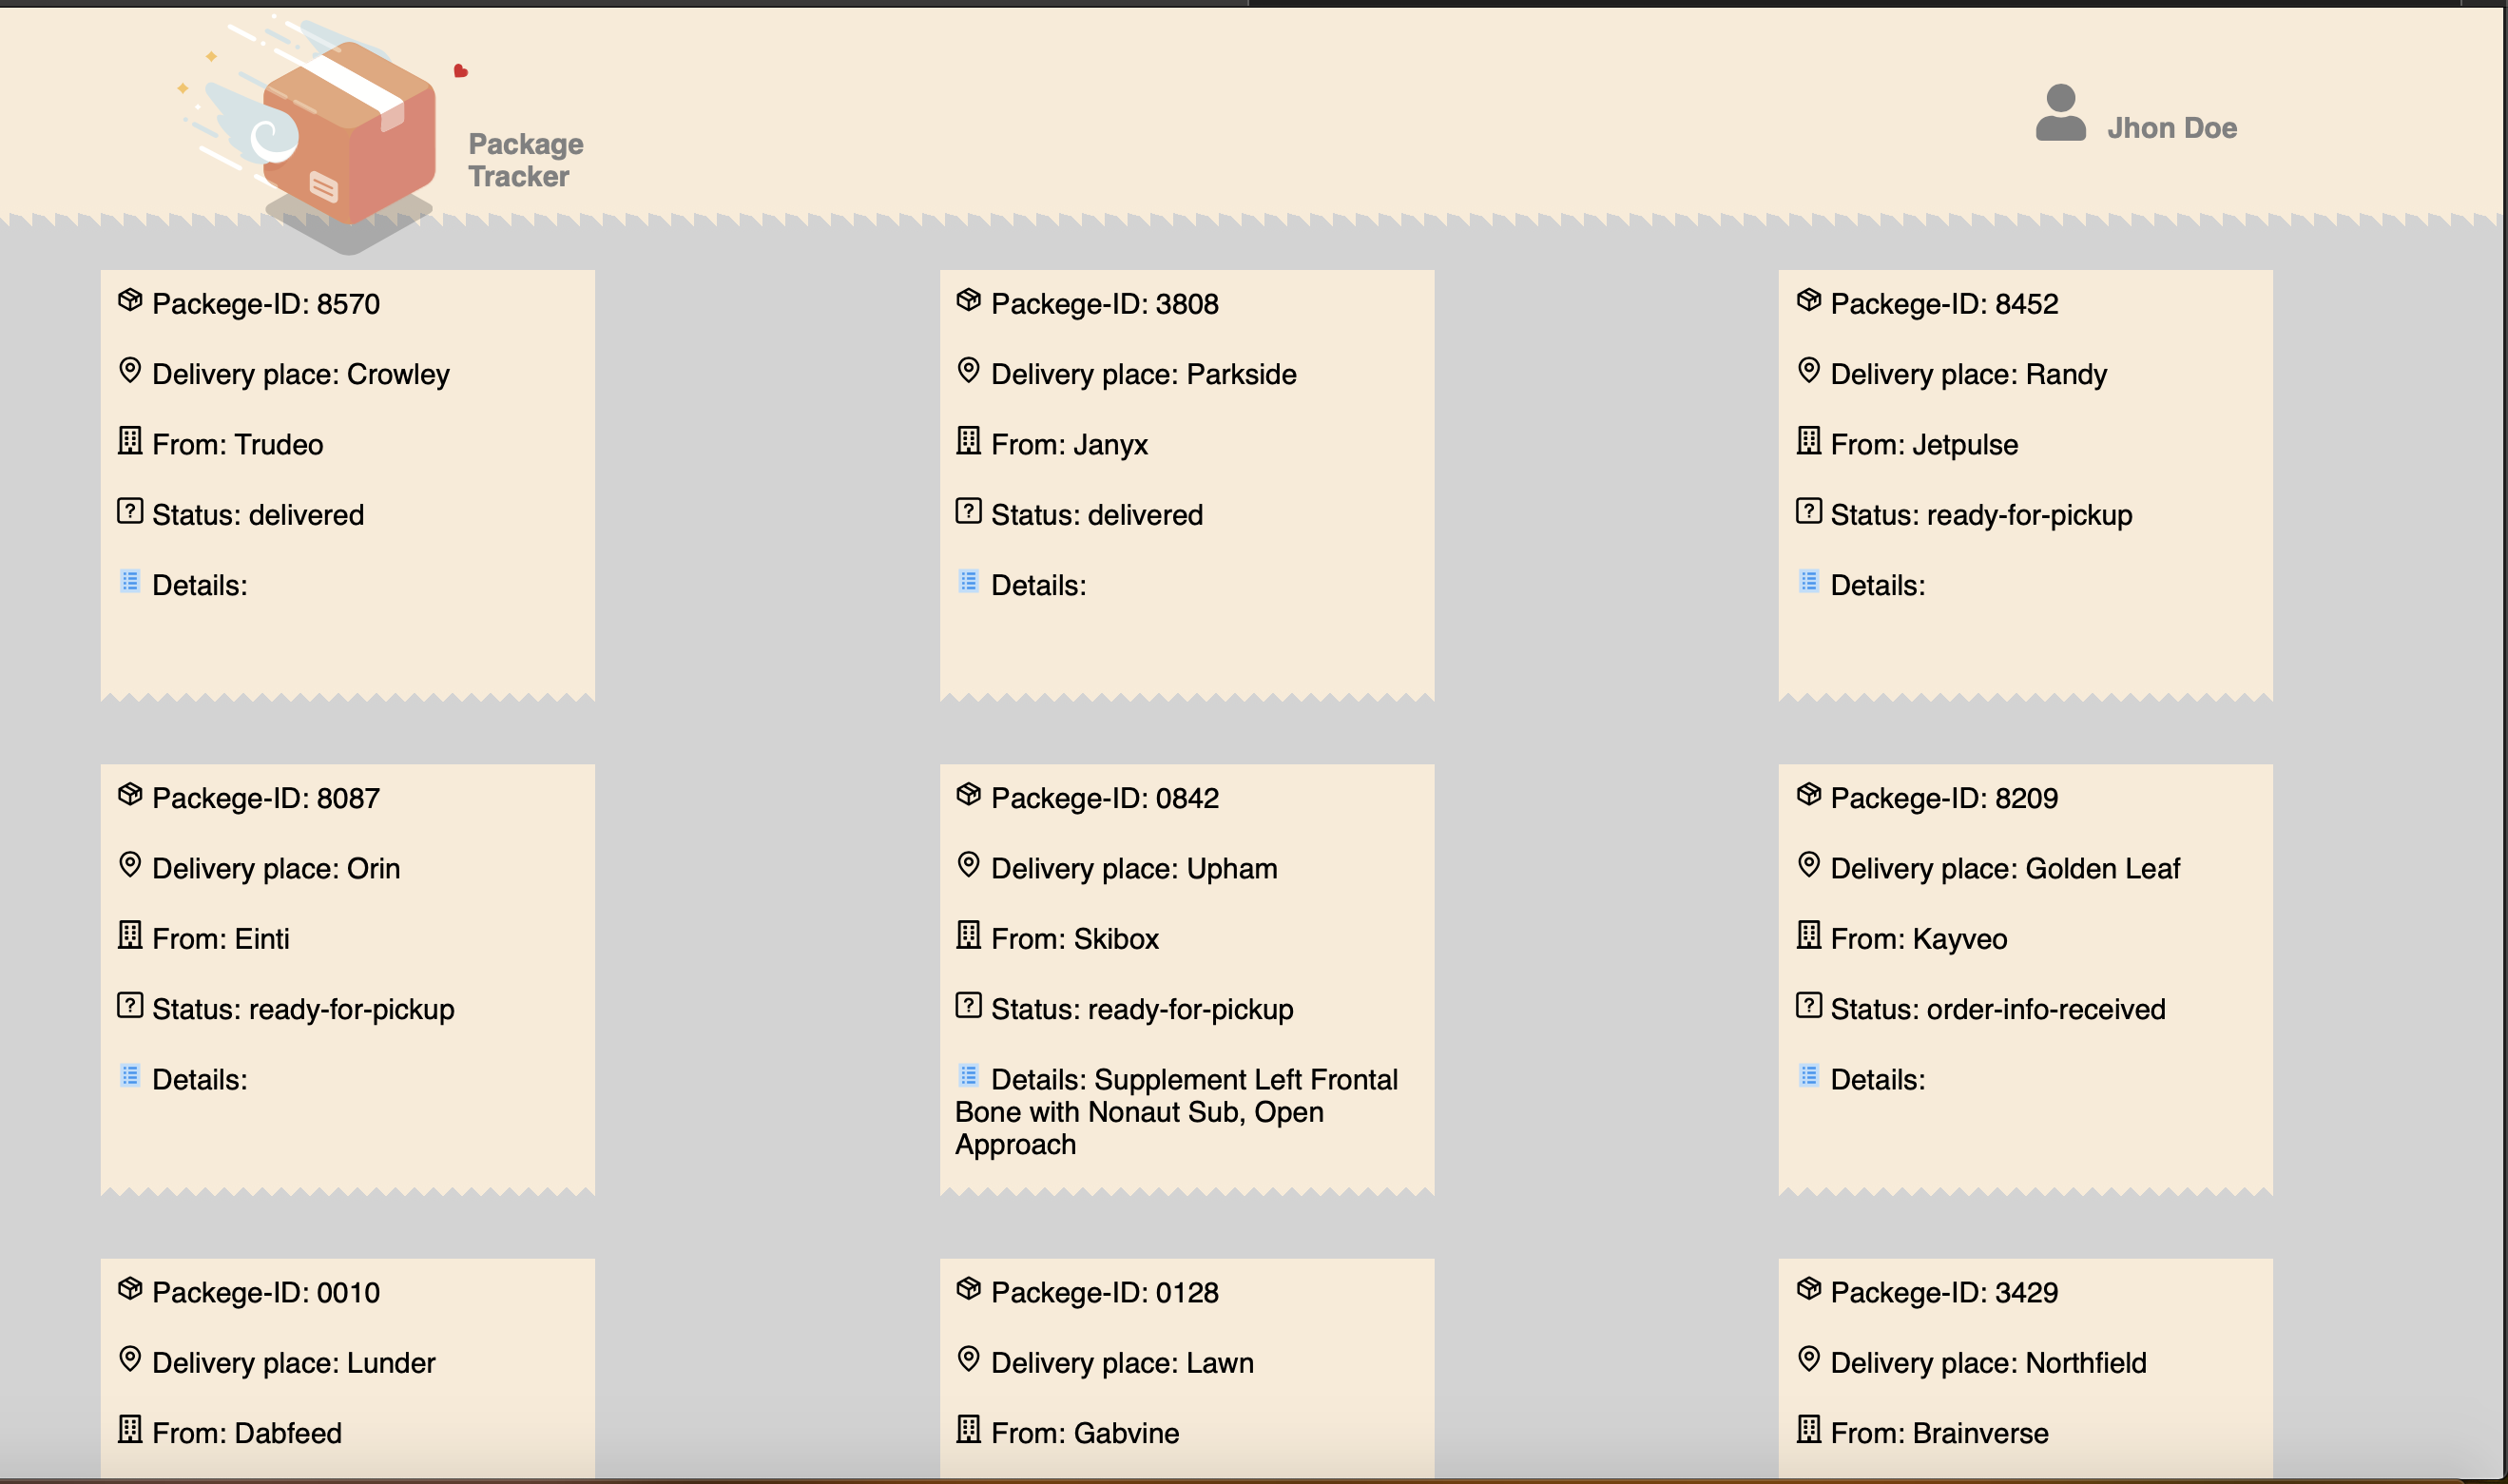 Package
Tracker
Jhon Doe
Packege-ID: 8570
Delivery place: Crowley
From: Trudeo
Status: delivered
Details:
Packege-ID: 3808
Delivery place: Parkside
From: Janyx
Status: delivered
Details:
Packege-ID: 8452
Delivery place: Randy
From: Jetpulse
Status: ready-for-pickup
Details:
Packege-ID: 8087
Delivery place: Orin
From: Einti
Status: ready-for-pickup
Details:
Packege-ID: 0842
Delivery place: Upham
From: Skibox
Status: ready-for-pickup
Details: Supplement Left Frontal
Bone with Nonaut Sub, Open
Approach
Packege-ID: 8209
Delivery place: Golden Leaf
From: Kayveo
Status: order-info-received
Details:
Packege-ID: 0010
Delivery place: Lunder
From: Dabfeed
Packege-ID: 0128
Delivery place: Lawn
From: Gabvine
Packege-ID: 3429
Delivery place: Northfield
From: Brainverse